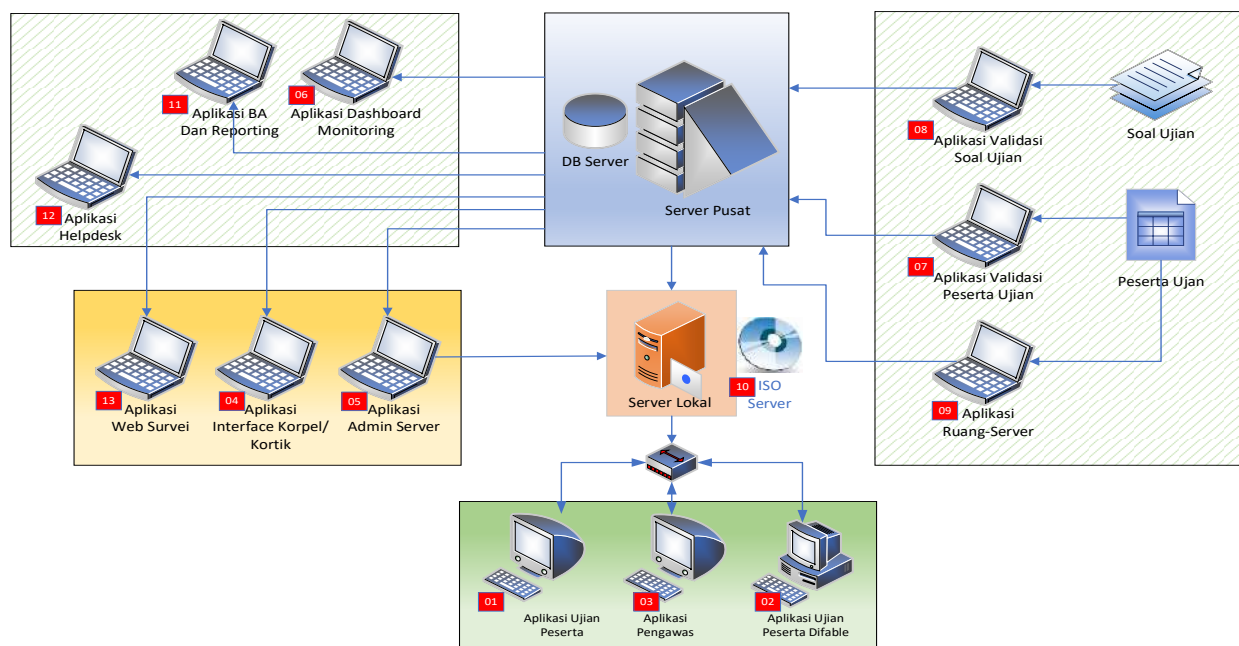 11
Aplikasi BA
Dan Reporting
06
Aplikasi Dashboard
Monitoring
12
Aplikasi
Helpdesk
DB Server
Server Pusat
08
Aplikasi Validasi
Soal Ujian
Soal Ujian
07
Aplikasi Validasi
Peserta Ujian
Peserta Ujan
09
Aplikasi
Ruang-Server
13
Aplikasi
Web Survei
04
Aplikasi
Interface Korpel/
Kortik
05
Aplikasi
Admin Server
Server Lokal
10
ISO
Server
01
Aplikasi Ujian
Peserta
03
Aplikasi
Pengawas
02
Aplikasi Ujian
Peserta Difable